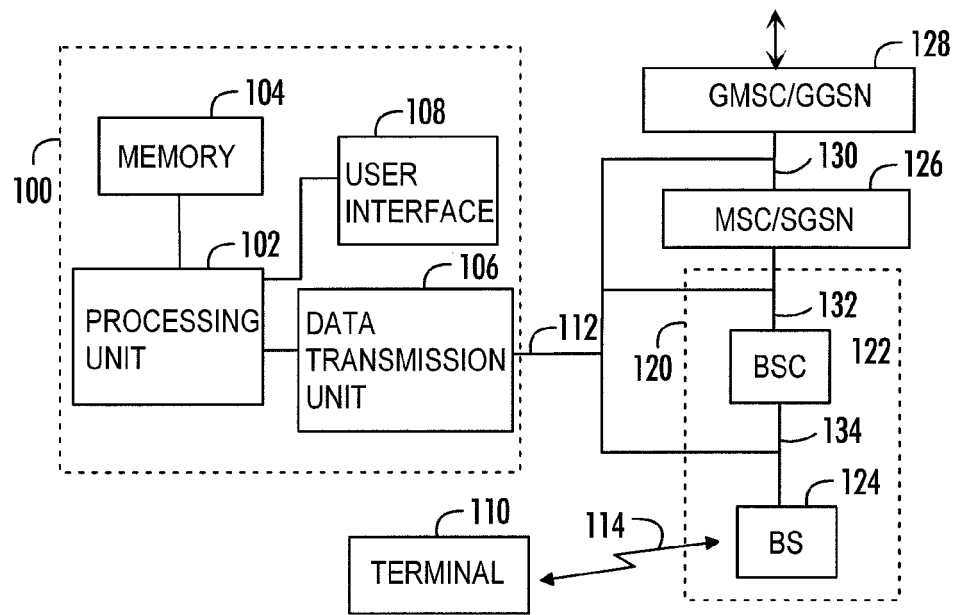 128
GMSC/GGSN
104
108
MEMORY
USER
INTERFACE
100
130
126
MSC/SGSN
102
106
PROCESSING
UNIT
DATA
TRANSMISSION
UNIT
112
132
120
122
BSC
134
124
BS
110
114
TERMINAL